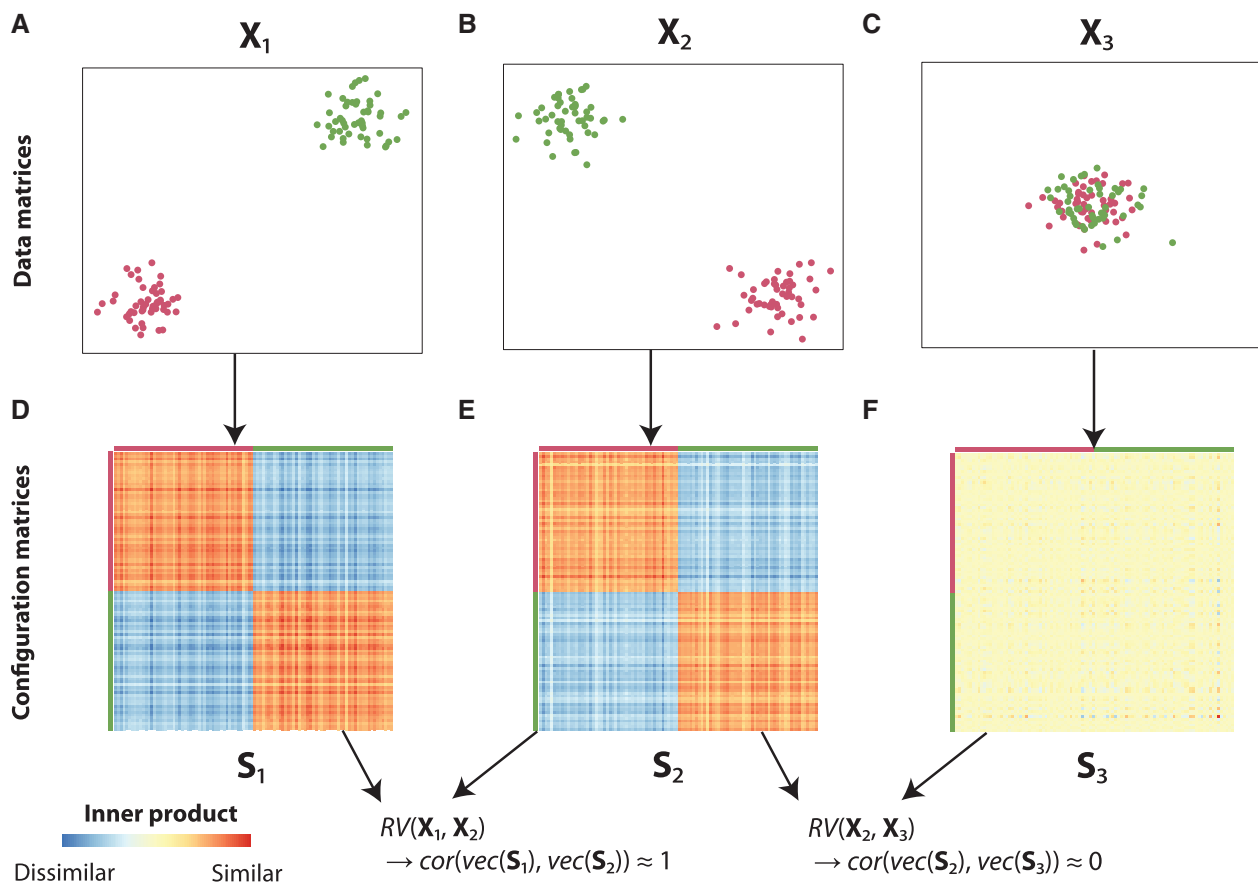 A
X₁
B
X₂
C
X₃
Data matrices
D
E
F
Configuration matrices
S₁
S₂
S₃
Inner product
Dissimilar
Similar
RV(X₁, X₂)
→ cor(vec(S₁), vec(S₂)) ≈ 1
RV(X₂, X₃)
→ cor(vec(S₂), vec(S₃)) ≈ 0